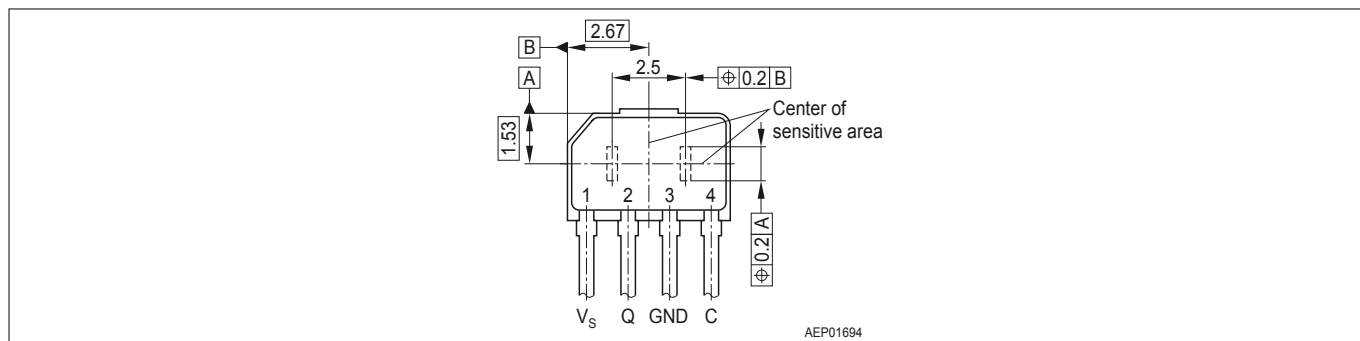 2.67
B
2.5
⌖ 0.2 B
A
Center of
sensitive area
1.53
1 2 3 4
⌖ 0.2 A
V_S Q GND C
AEP01694